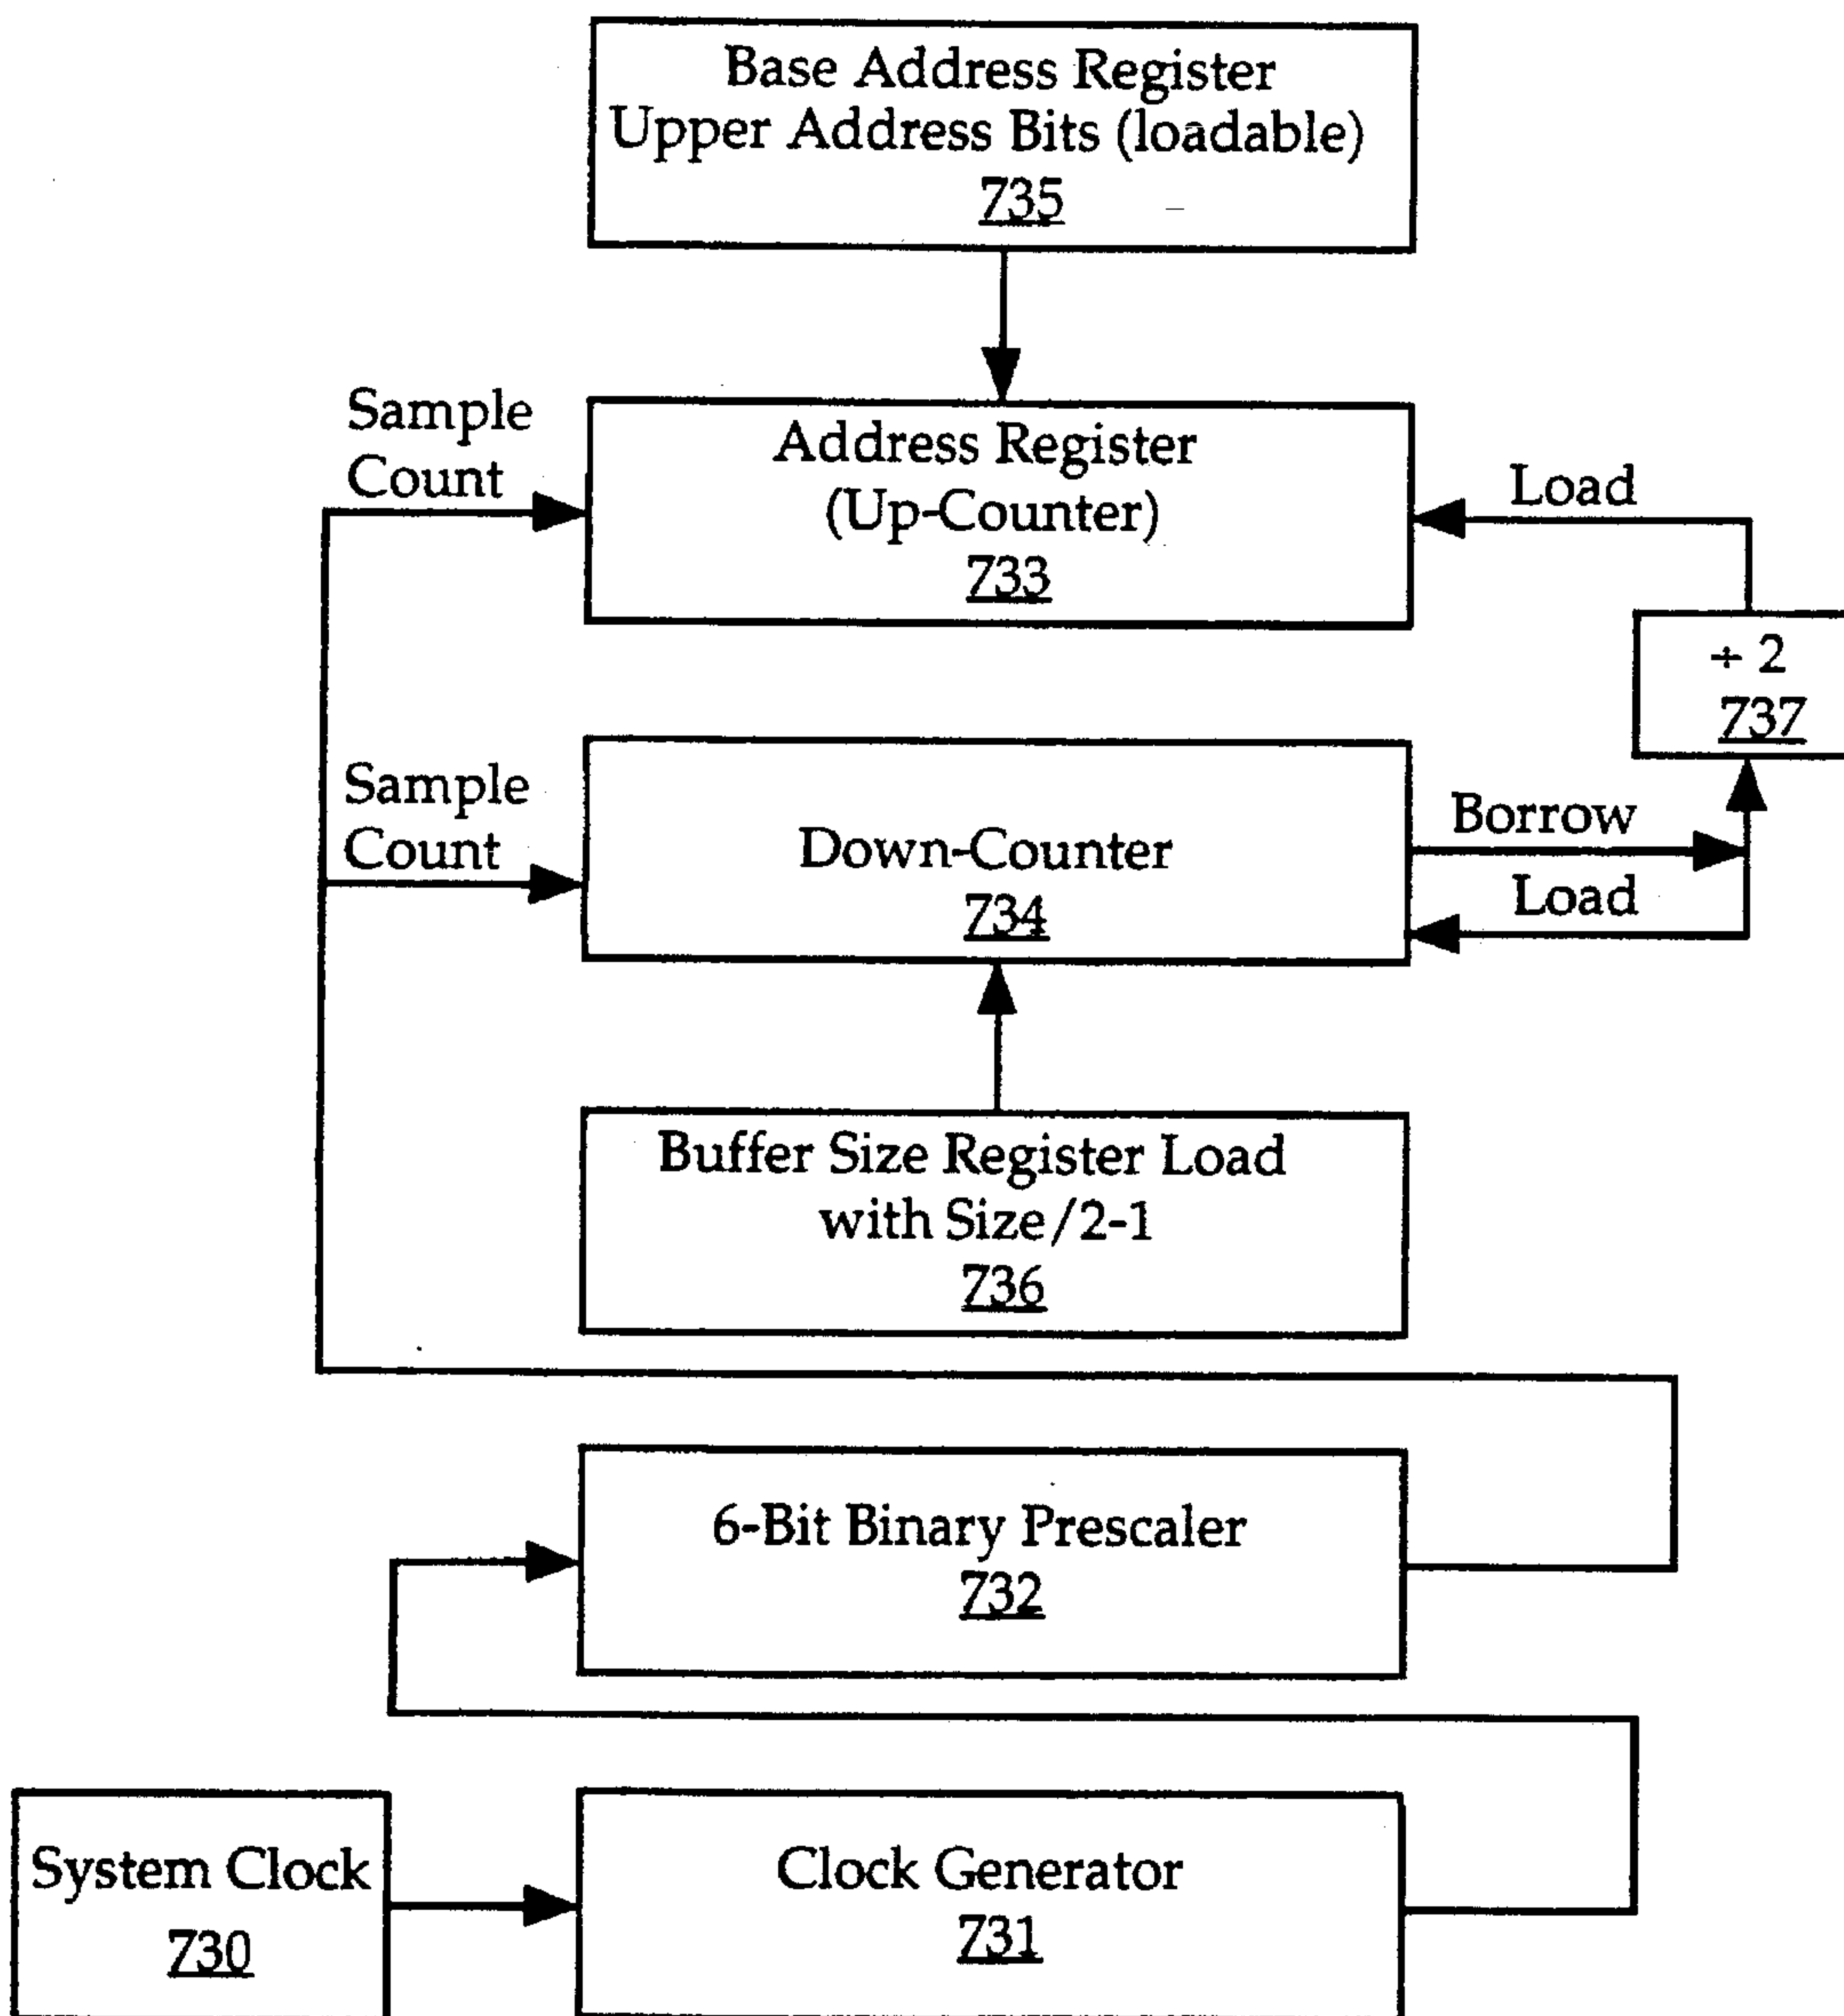 Base Address Register
Upper Address Bits (loadable)
735
Sample
Count
Address Register
(Up-Counter)
733
Load
÷ 2
737
Sample
Count
Down-Counter
734
Borrow
Load
Buffer Size Register Load
with Size/2-1
736
6-Bit Binary Prescaler
732
System Clock
730
Clock Generator
731